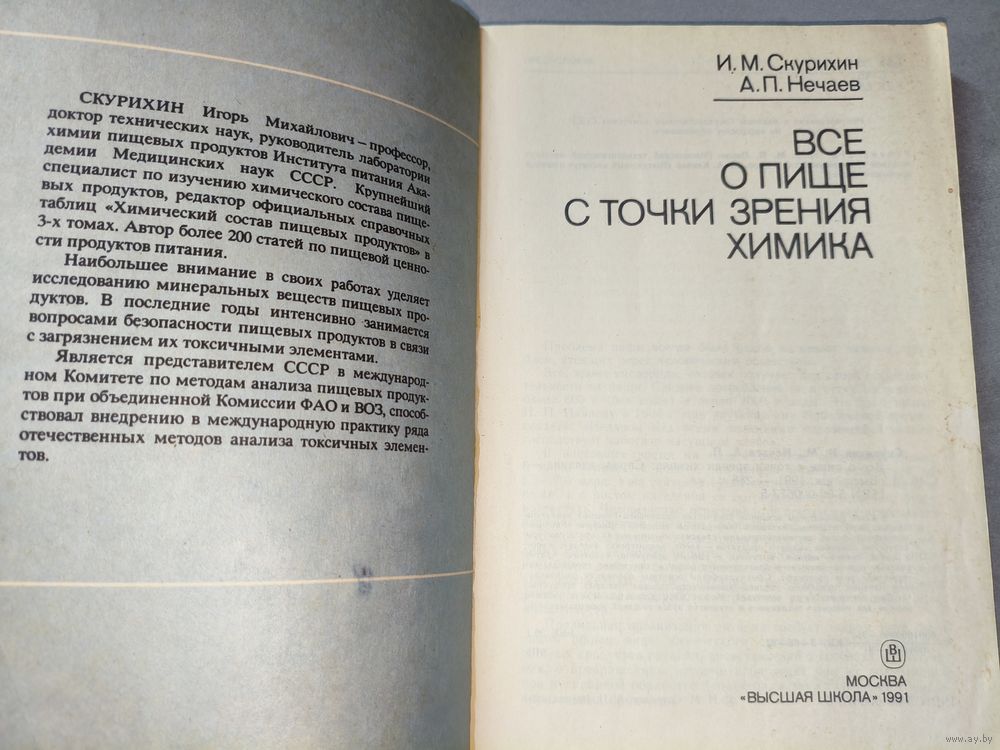 СКУРИХИН Игорь Михайлович – профессор,
доктор технических наук, руководитель лаборатории
химии пищевых продуктов Института питания Ака-
демии Медицинских наук СССР. Крупнейший
специалист по изучению химического состава пище-
вых продуктов, редактор официальных справочных
таблиц «Химический состав пищевых продуктов» в
3-х томах. Автор более 200 статей по пищевой ценно-
сти продуктов питания.
Наибольшее внимание в своих работах уделяет
исследованию минеральных веществ пищевых про-
дуктов. В последние годы интенсивно занимается
вопросами безопасности пищевых продуктов в связи
с загрязнением их токсичными элементами.
Является представителем СССР в международ-
ном Комитете по методам анализа пищевых продук-
тов при объединенной Комиссии ФАО и ВОЗ, способ-
ствовал внедрению в международную практику ряда
отечественных методов анализа токсичных элемен-
тов.
И. М. Скурихин
А. П. Нечаев
ВСЕ
О ПИЩЕ
С ТОЧКИ ЗРЕНИЯ
ХИМИКА
ВШ
МОСКВА
«ВЫСШАЯ ШКОЛА» 1991
www.ay.by